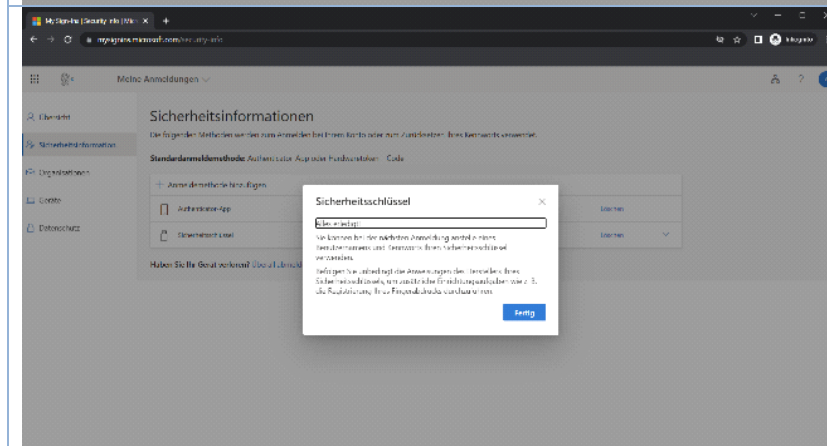 My Sign-Ins | Security Info | Micr
mysignins.microsoft.com/security-info
Inkognito
Meine Anmeldungen
?
Übersicht
Sicherheitsinformationen
Sicherheitsinformation
Die folgenden Methoden werden zum Anmelden bei Ihrem Konto oder zum Zurücksetzen Ihres Kennworts verwendet.
Standardanmeldemethode: Authenticator-App oder Hardwaretoken – Code
Organisationen
+ Anmeldemethode hinzufügen
Geräte
Authenticator-App
Löschen
Datenschutz
Sicherheitsschlüssel
Löschen
Haben Sie Ihr Gerät verloren? Überall abmeld
Sicherheitsschlüssel
Alles erledigt!
Sie können bei der nächsten Anmeldung anstelle eines
Benutzernamens und Kennworts Ihren Sicherheitsschlüssel
verwenden.
Befolgen Sie unbedingt die Anweisungen des Herstellers Ihres
Sicherheitsschlüssels, um zusätzliche Einrichtungsaufgaben wie z. B.
die Registrierung Ihres Fingerabdrucks durchzuführen.
Fertig